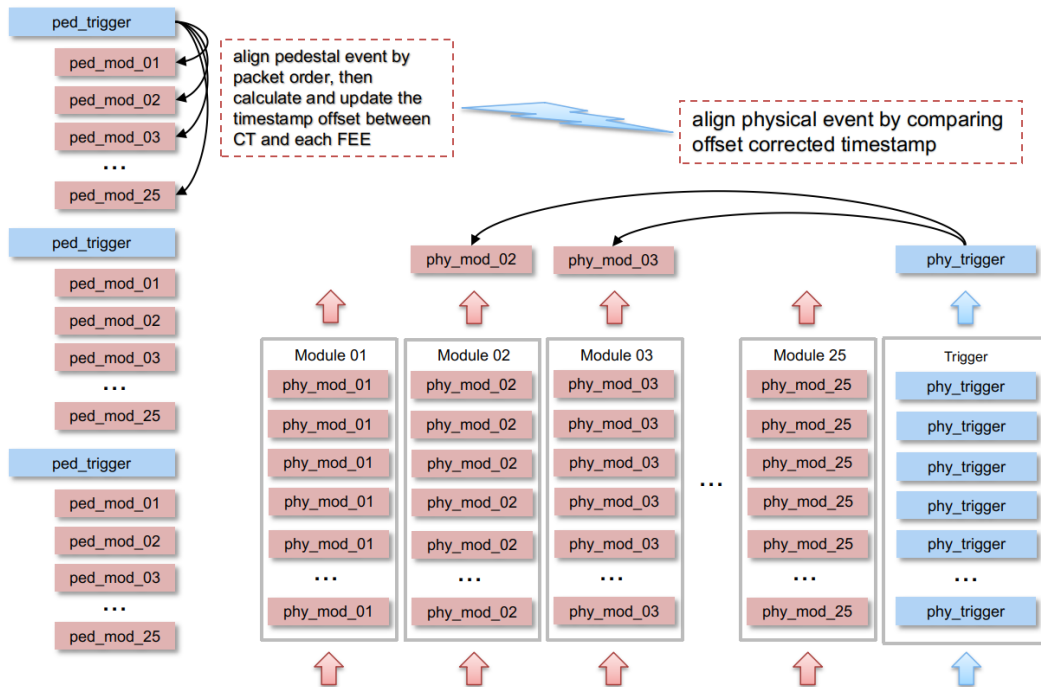 ped_trigger
ped_mod_01
ped_mod_02
ped_mod_03
...
ped_mod_25
ped_trigger
ped_mod_01
ped_mod_02
ped_mod_03
...
ped_mod_25
ped_trigger
ped_mod_01
ped_mod_02
ped_mod_03
...
ped_mod_25
align pedestal event by
packet order, then
calculate and update the
timestamp offset between
CT and each FEE
align physical event by comparing
offset corrected timestamp
phy_mod_02
phy_mod_03
phy_trigger
Module 01
phy_mod_01
phy_mod_01
phy_mod_01
phy_mod_01
phy_mod_01
...
phy_mod_01
Module 02
phy_mod_02
phy_mod_02
phy_mod_02
phy_mod_02
phy_mod_02
...
phy_mod_02
Module 03
phy_mod_03
phy_mod_03
phy_mod_03
phy_mod_03
phy_mod_03
...
phy_mod_03
...
Module 25
phy_mod_25
phy_mod_25
phy_mod_25
phy_mod_25
phy_mod_25
...
phy_mod_25
Trigger
phy_trigger
phy_trigger
phy_trigger
phy_trigger
phy_trigger
...
phy_trigger